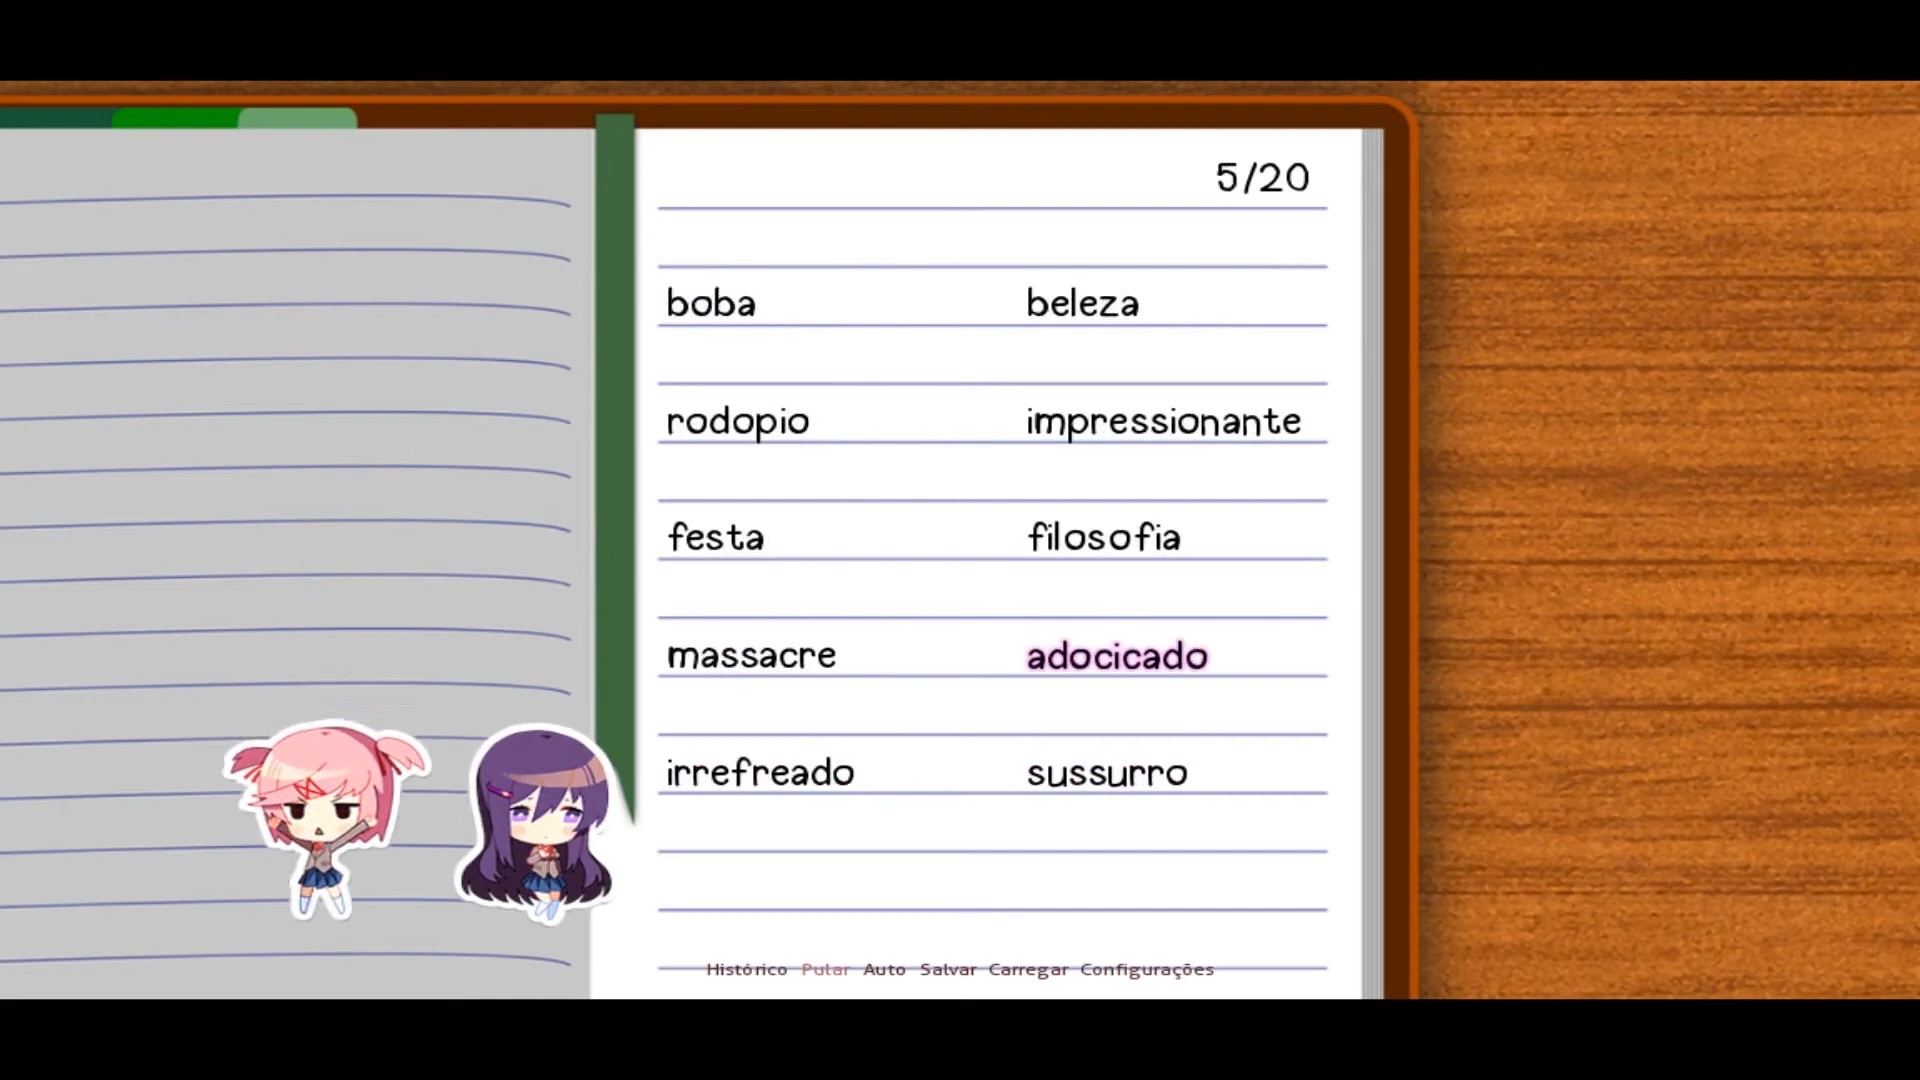 5/20
boba beleza
rodopio impressionante
festa filosofia
massacre adocicado
irrefreado sussurro
Histórico Pular Auto Salvar Carregar Configurações